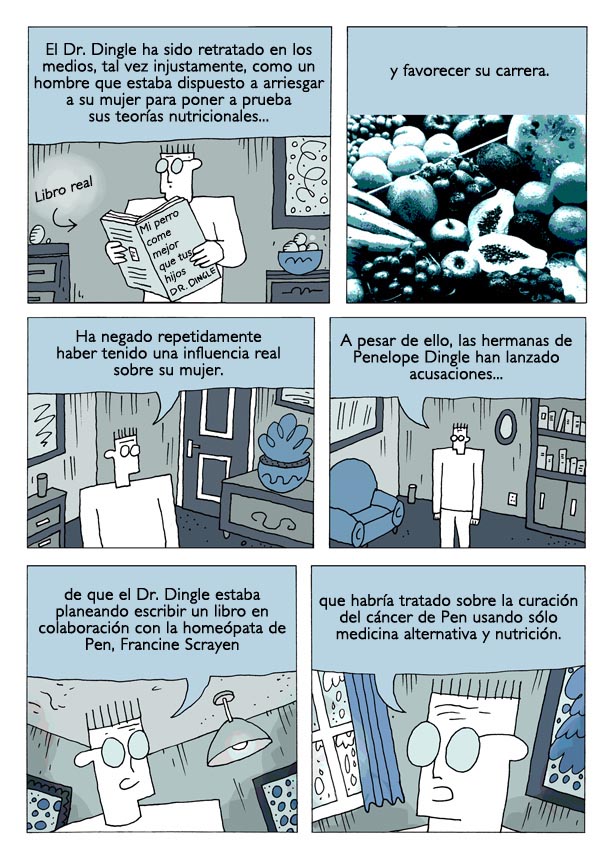 El Dr. Dingle ha sido retratado en los
medios, tal vez injustamente, como un
hombre que estaba dispuesto a arriesgar
a su mujer para poner a prueba
sus teorías nutricionales...
Libro real
Mi perro
come
mejor
que tus
hijos
DR. DINGLE
y favorecer su carrera.
Ha negado repetidamente
haber tenido una influencia real
sobre su mujer.
A pesar de ello, las hermanas de
Penelope Dingle han lanzado
acusaciones...
de que el Dr. Dingle estaba
planeando escribir un libro en
colaboración con la homeópata de
Pen, Francine Scrayen
que habría tratado sobre la curación
del cáncer de Pen usando sólo
medicina alternativa y nutrición.